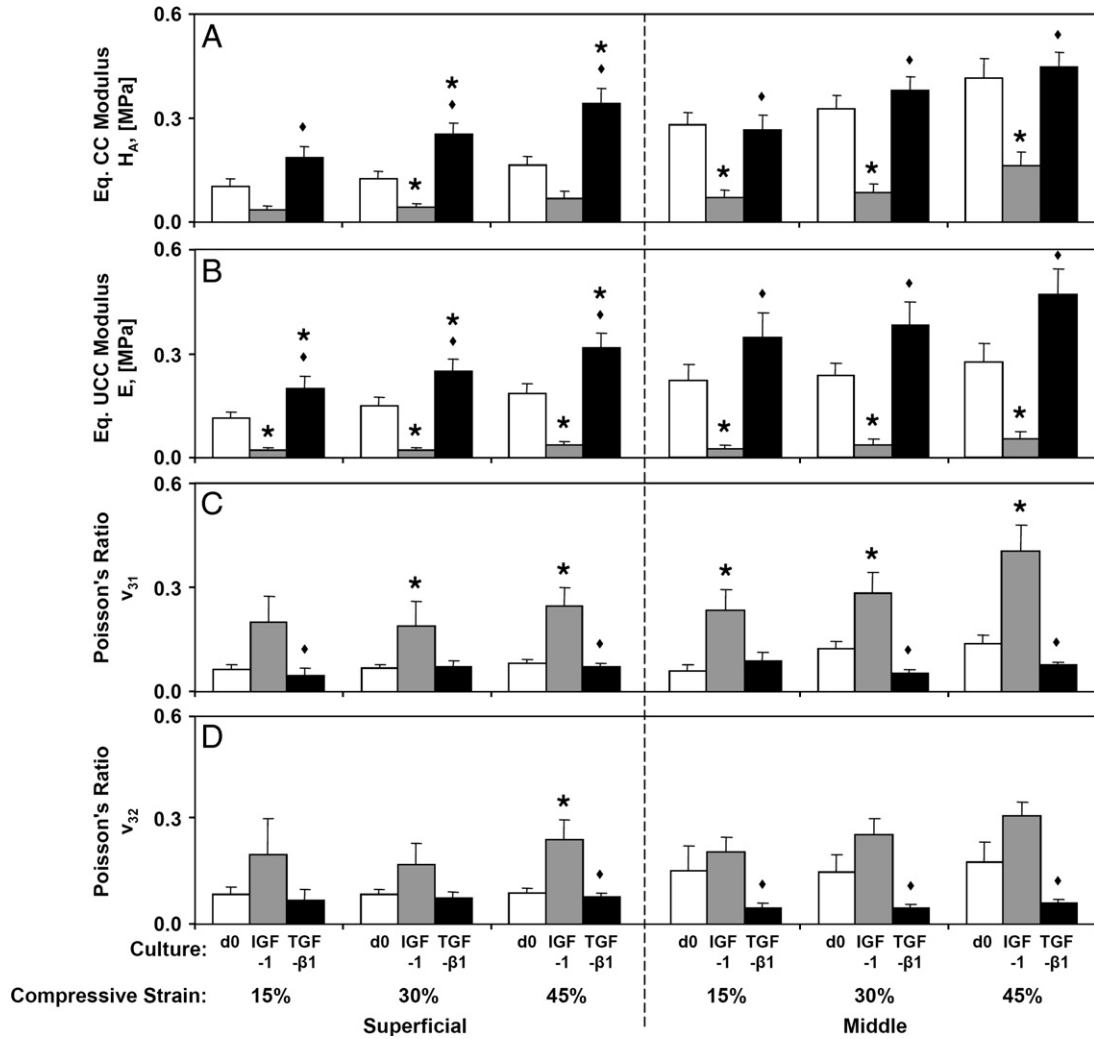 A
Eq. CC Modulus
H_A, [MPa]
0.6
0.3
0.0
* * * * *
B
Eq. UCC Modulus
E, [MPa]
0.6
0.3
0.0
* * * * * * * * *
C
Poisson's Ratio
ν31
0.6
0.3
0.0
* * * * *
D
Poisson's Ratio
ν32
0.6
0.3
0.0
*
Culture: d0 IGF TGF d0 IGF TGF d0 IGF TGF d0 IGF TGF d0 IGF TGF d0 IGF TGF
-1 -β1 -1 -β1 -1 -β1 -1 -β1 -1 -β1 -1 -β1
Compressive Strain: 15% 30% 45% 15% 30% 45%
Superficial Middle